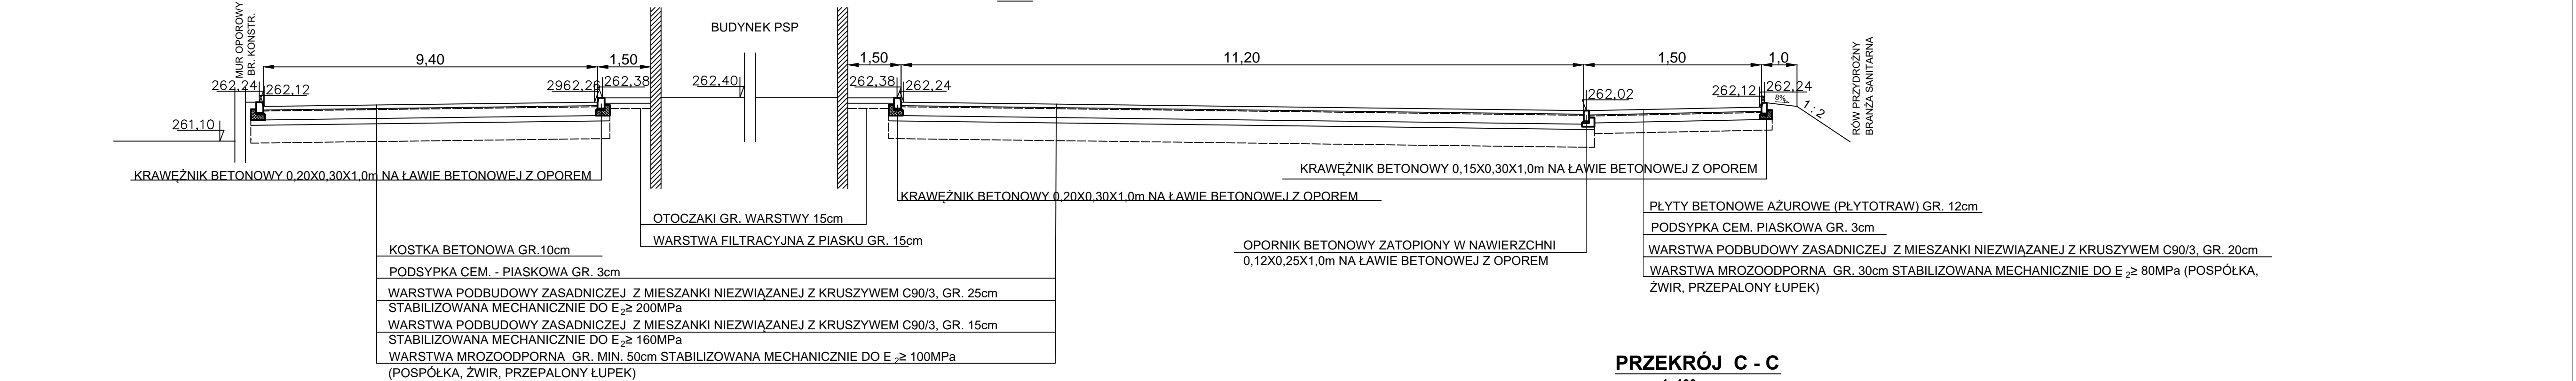 MUR OPOROWY
BR. KONSTR.
BUDYNEK PSP
9,40
1,50
1,50
11,20
1,50
1,0
262,24
262,12
2962,26
262,38
262,40
262,38
262,24
262,02
262,12
262,24
8%
1:2
RÓW PRZYDROŻNY
BRANŻA SANITARNA
261,10
KRAWĘŻNIK BETONOWY 0,20X0,30X1,0m NA ŁAWIE BETONOWEJ Z OPOREM
KRAWĘŻNIK BETONOWY 0,20X0,30X1,0m NA ŁAWIE BETONOWEJ Z OPOREM
KRAWĘŻNIK BETONOWY 0,15X0,30X1,0m NA ŁAWIE BETONOWEJ Z OPOREM
OTOCZAKI GR. WARSTWY 15cm
WARSTWA FILTRACYJNA Z PIASKU GR. 15cm
KOSTKA BETONOWA GR.10cm
PODSYPKA CEM. - PIASKOWA GR. 3cm
WARSTWA PODBUDOWY ZASADNICZEJ Z MIESZANKI NIEZWIĄZANEJ Z KRUSZYWEM C90/3, GR. 25cm
STABILIZOWANA MECHANICZNIE DO E2≥ 200MPa
WARSTWA PODBUDOWY ZASADNICZEJ Z MIESZANKI NIEZWIĄZANEJ Z KRUSZYWEM C90/3, GR. 15cm
STABILIZOWANA MECHANICZNIE DO E2≥ 160MPa
WARSTWA MROZOODPORNA GR. MIN. 50cm STABILIZOWANA MECHANICZNIE DO E2≥ 100MPa
(POSPÓŁKA, ŻWIR, PRZEPALONY ŁUPEK)
OPORNIK BETONOWY ZATOPIONY W NAWIERZCHNI
0,12X0,25X1,0m NA ŁAWIE BETONOWEJ Z OPOREM
PŁYTY BETONOWE AŻUROWE (PŁYTOTRAW) GR. 12cm
PODSYPKA CEM. PIASKOWA GR. 3cm
WARSTWA PODBUDOWY ZASADNICZEJ Z MIESZANKI NIEZWIĄZANEJ Z KRUSZYWEM C90/3, GR. 20cm
WARSTWA MROZOODPORNA GR. 30cm STABILIZOWANA MECHANICZNIE DO E2≥ 80MPa (POSPÓŁKA,
ŻWIR, PRZEPALONY ŁUPEK)
PRZEKRÓJ C - C